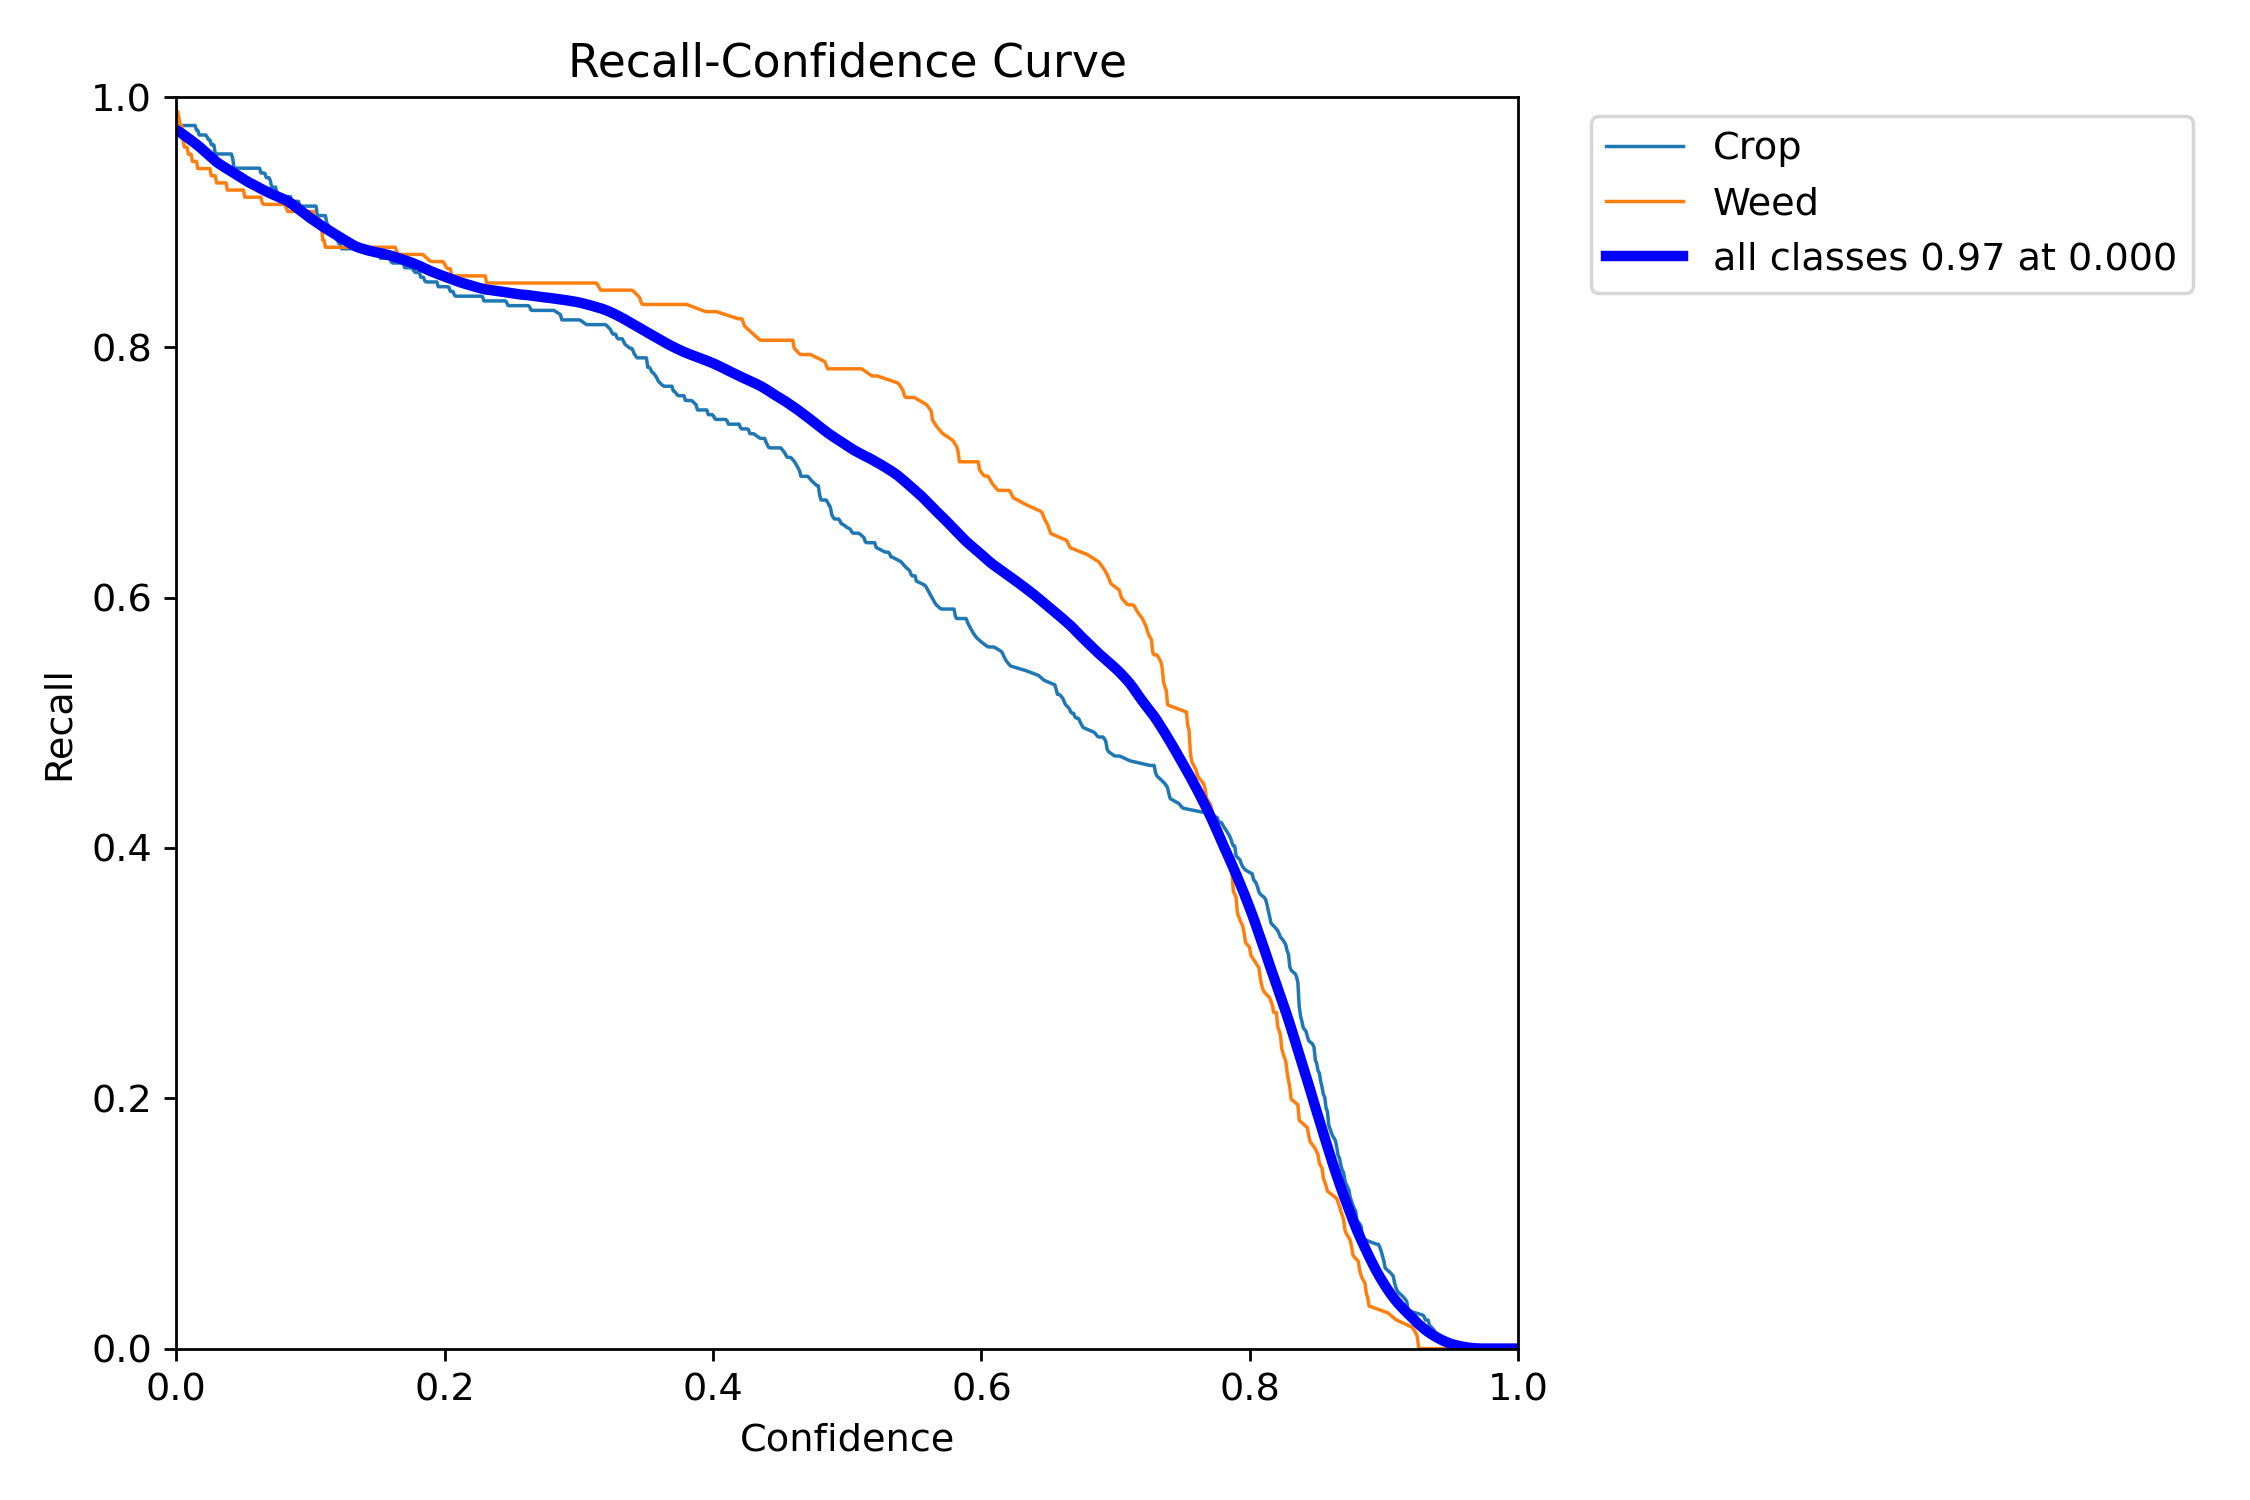 Recall-Confidence Curve
1.0
0.8
0.6
0.4
0.2
0.0
Recall
0.0 0.2 0.4 0.6 0.8 1.0
Confidence
Crop
Weed
all classes 0.97 at 0.000